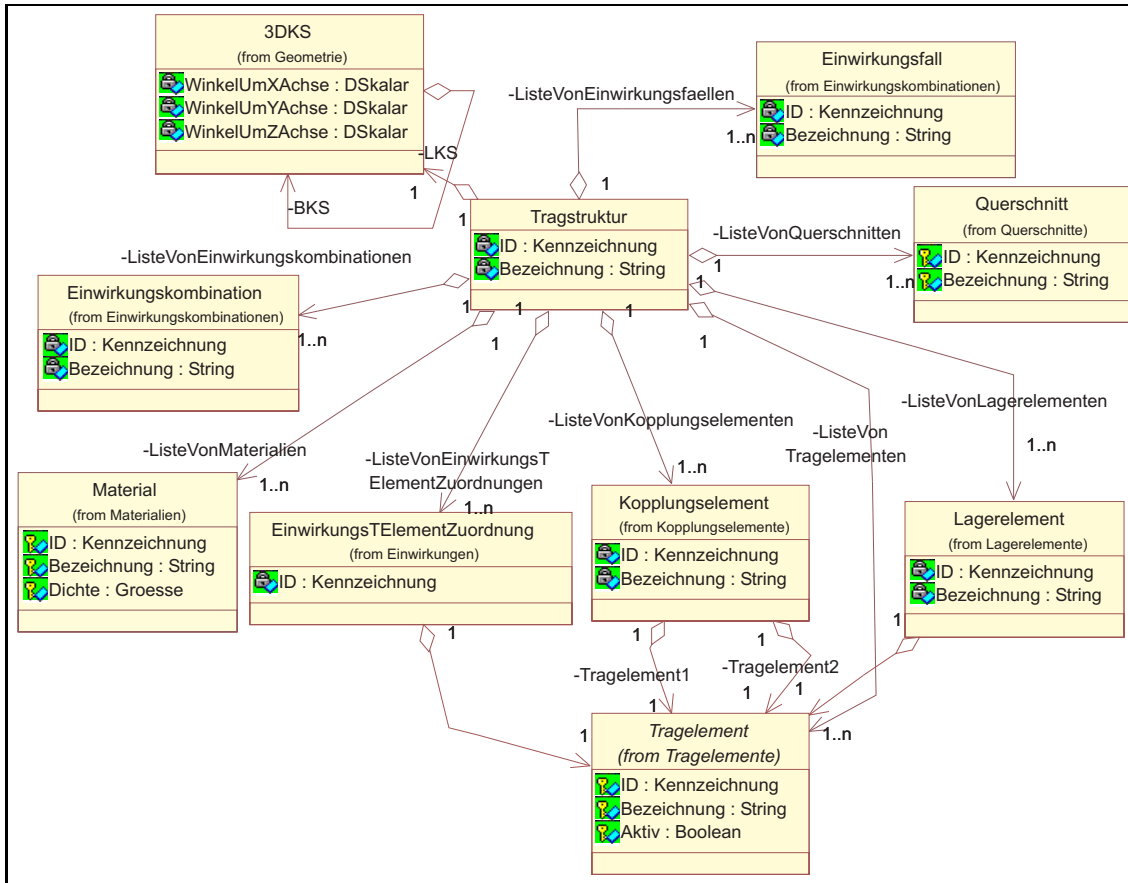 3DKS
(from Geometrie)
WinkelUmXAchse : DSkalar
WinkelUmYAchse : DSkalar
WinkelUmZAchse : DSkalar
-LKS
1
-BKS
1
Einwirkungsfall
(from Einwirkungskombinationen)
ID : Kennzeichnung
Bezeichnung : String
-ListeVonEinwirkungsfaellen
1..n
1
Tragstruktur
ID : Kennzeichnung
Bezeichnung : String
Querschnitt
(from Querschnitte)
ID : Kennzeichnung
Bezeichnung : String
-ListeVonQuerschnitten
1
1..n
-ListeVonEinwirkungskombinationen
Einwirkungskombination
(from Einwirkungskombinationen)
ID : Kennzeichnung
Bezeichnung : String
1
1..n
1
1
1
1
1
-ListeVonMaterialien
1..n
-ListeVonEinwirkungsT
ElementZuordnungen
1..n
-ListeVonKopplungselementen
1..n
-ListeVon
Tragelementen
-ListeVonLagerelementen
1..n
Material
(from Materialien)
ID : Kennzeichnung
Bezeichnung : String
Dichte : Groesse
EinwirkungsTElementZuordnung
(from Einwirkungen)
ID : Kennzeichnung
Kopplungselement
(from Kopplungselemente)
ID : Kennzeichnung
Bezeichnung : String
Lagerelement
(from Lagerelemente)
ID : Kennzeichnung
Bezeichnung : String
1
1
1
1
-Tragelement1
-Tragelement2
1
1
1
1
1..n
Tragelement
(from Tragelemente)
ID : Kennzeichnung
Bezeichnung : String
Aktiv : Boolean